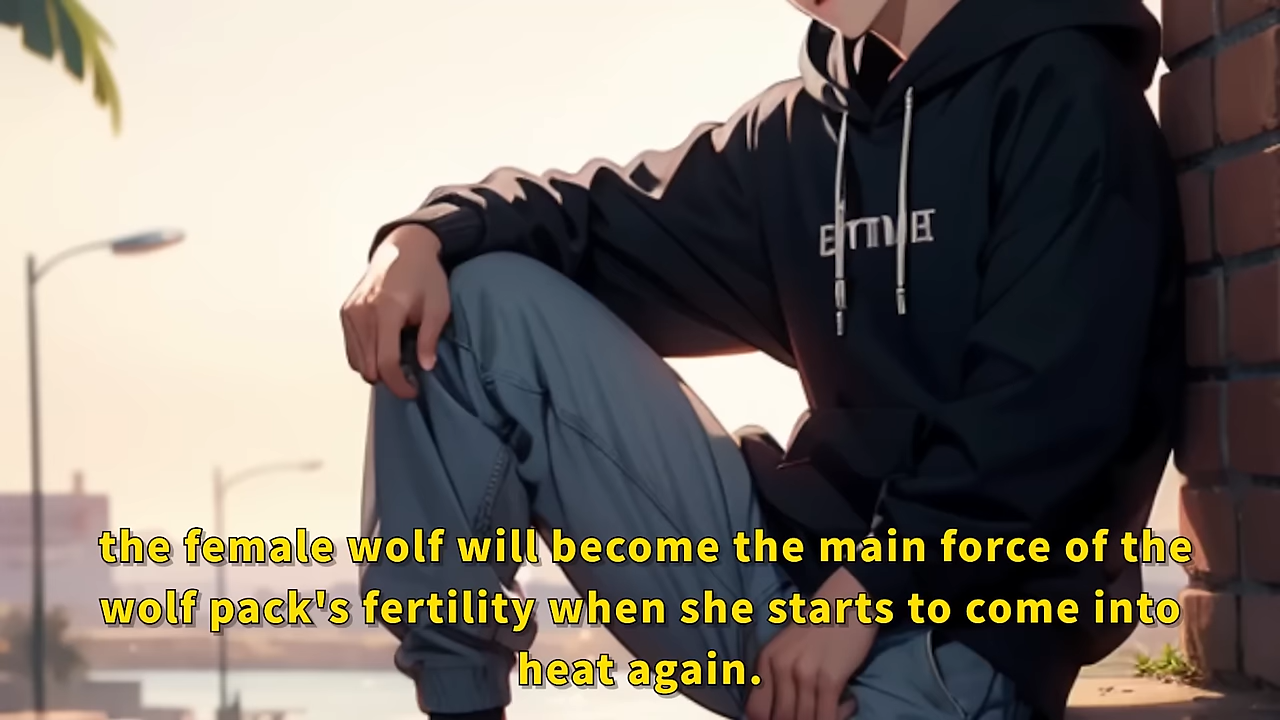 the female wolf will become the main force of the
wolf pack's fertility when she starts to come into
heat again.